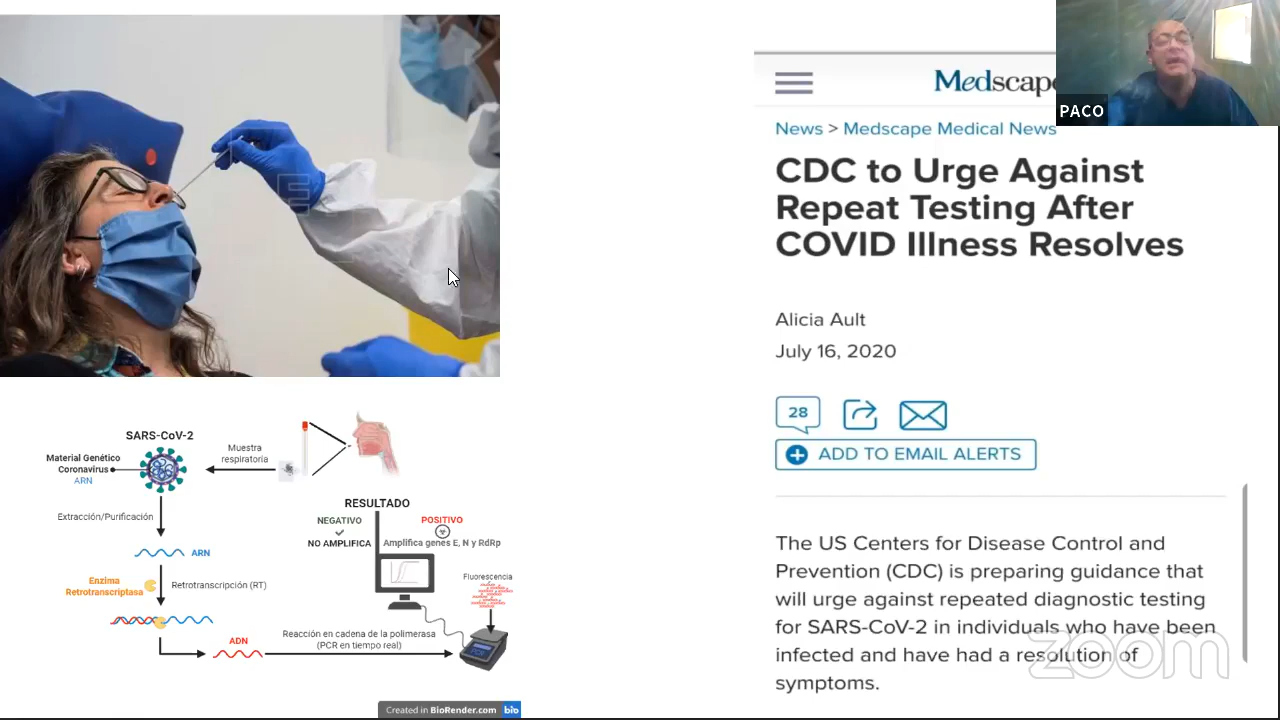 SARS-CoV-2
Material Genético
Coronavirus
ARN
Muestra
respiratoria
Extracción/Purificación
ARN
Enzima
Retrotranscriptasa
Retrotranscripción (RT)
ADN
Reacción en cadena de la polimerasa
(PCR en tiempo real)
RESULTADO
NEGATIVO
NO AMPLIFICA
POSITIVO
Amplifica genes E, N y RdRp
Fluorescencia
PCR
Created in BioRender.com bio
Medscape
News > Medscape Medical News
CDC to Urge Against
Repeat Testing After
COVID Illness Resolves
Alicia Ault
July 16, 2020
28
ADD TO EMAIL ALERTS
The US Centers for Disease Control and
Prevention (CDC) is preparing guidance that
will urge against repeated diagnostic testing
for SARS-CoV-2 in individuals who have been
infected and have had a resolution of
symptoms.
PACO
zoom